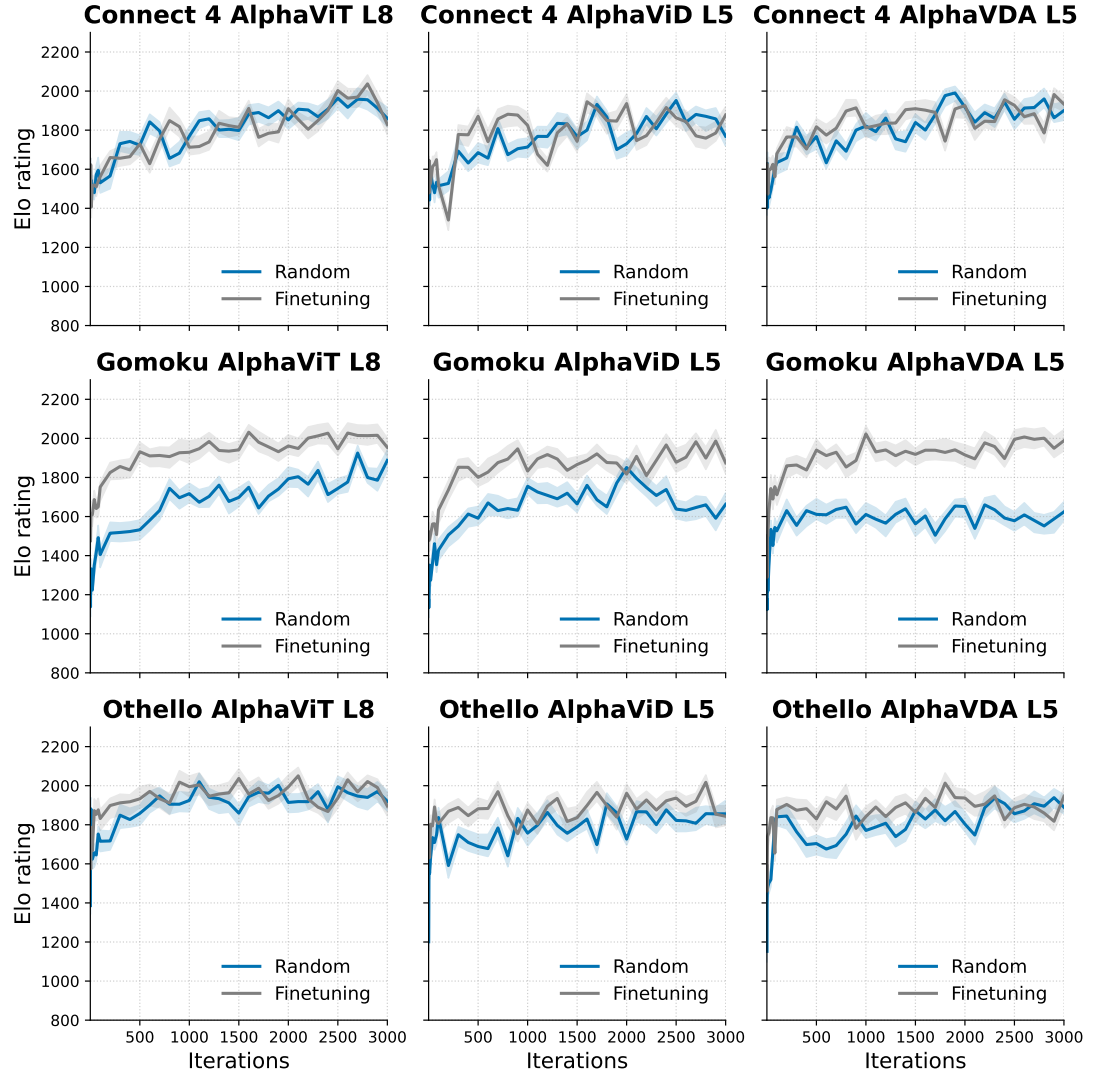 Connect 4 AlphaViT L8
Connect 4 AlphaViD L5
Connect 4 AlphaVDA L5
2200
2000
1800
1600
1400
1200
1000
800
Elo rating
Random
Finetuning
Random
Finetuning
Random
Finetuning
Gomoku AlphaViT L8
Gomoku AlphaViD L5
Gomoku AlphaVDA L5
2200
2000
1800
1600
1400
1200
1000
800
Elo rating
Random
Finetuning
Random
Finetuning
Random
Finetuning
Othello AlphaViT L8
Othello AlphaViD L5
Othello AlphaVDA L5
2200
2000
1800
1600
1400
1200
1000
800
Elo rating
Random
Finetuning
Random
Finetuning
Random
Finetuning
500 1000 1500 2000 2500 3000
500 1000 1500 2000 2500 3000
500 1000 1500 2000 2500 3000
Iterations
Iterations
Iterations